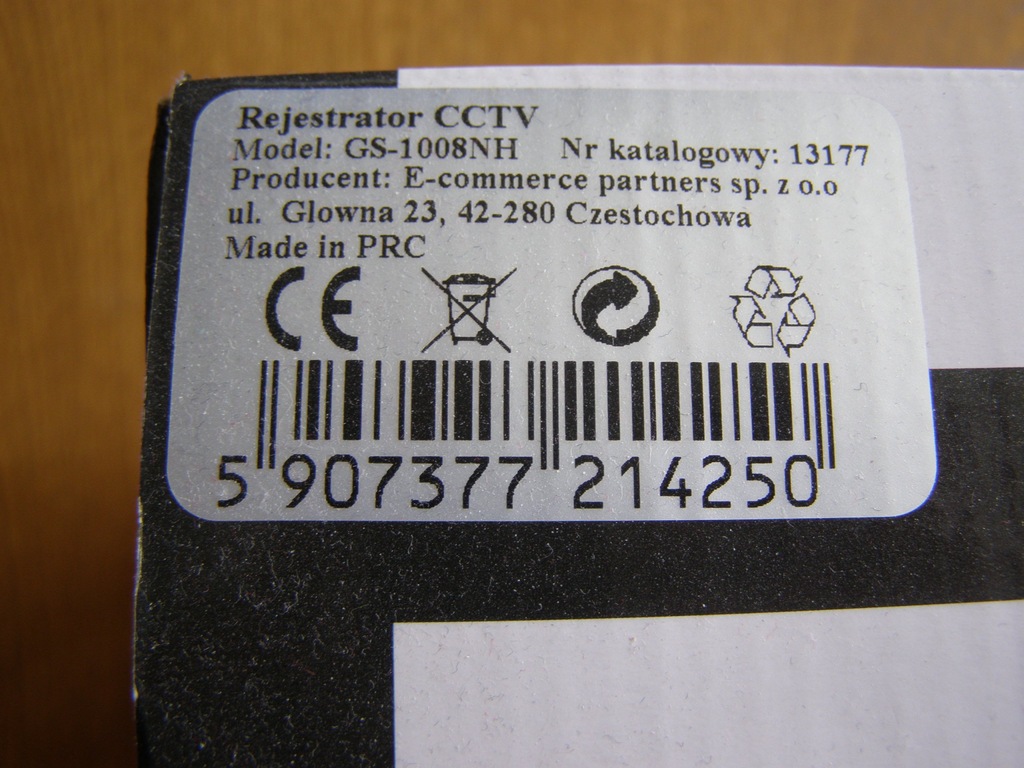 Rejestrator CCTV
Model: GS-1008NH Nr katalogowy: 13177
Producent: E-commerce partners sp. z o.o
ul. Glowna 23, 42-280 Czestochowa
Made in PRC
CE
5 907377 214250